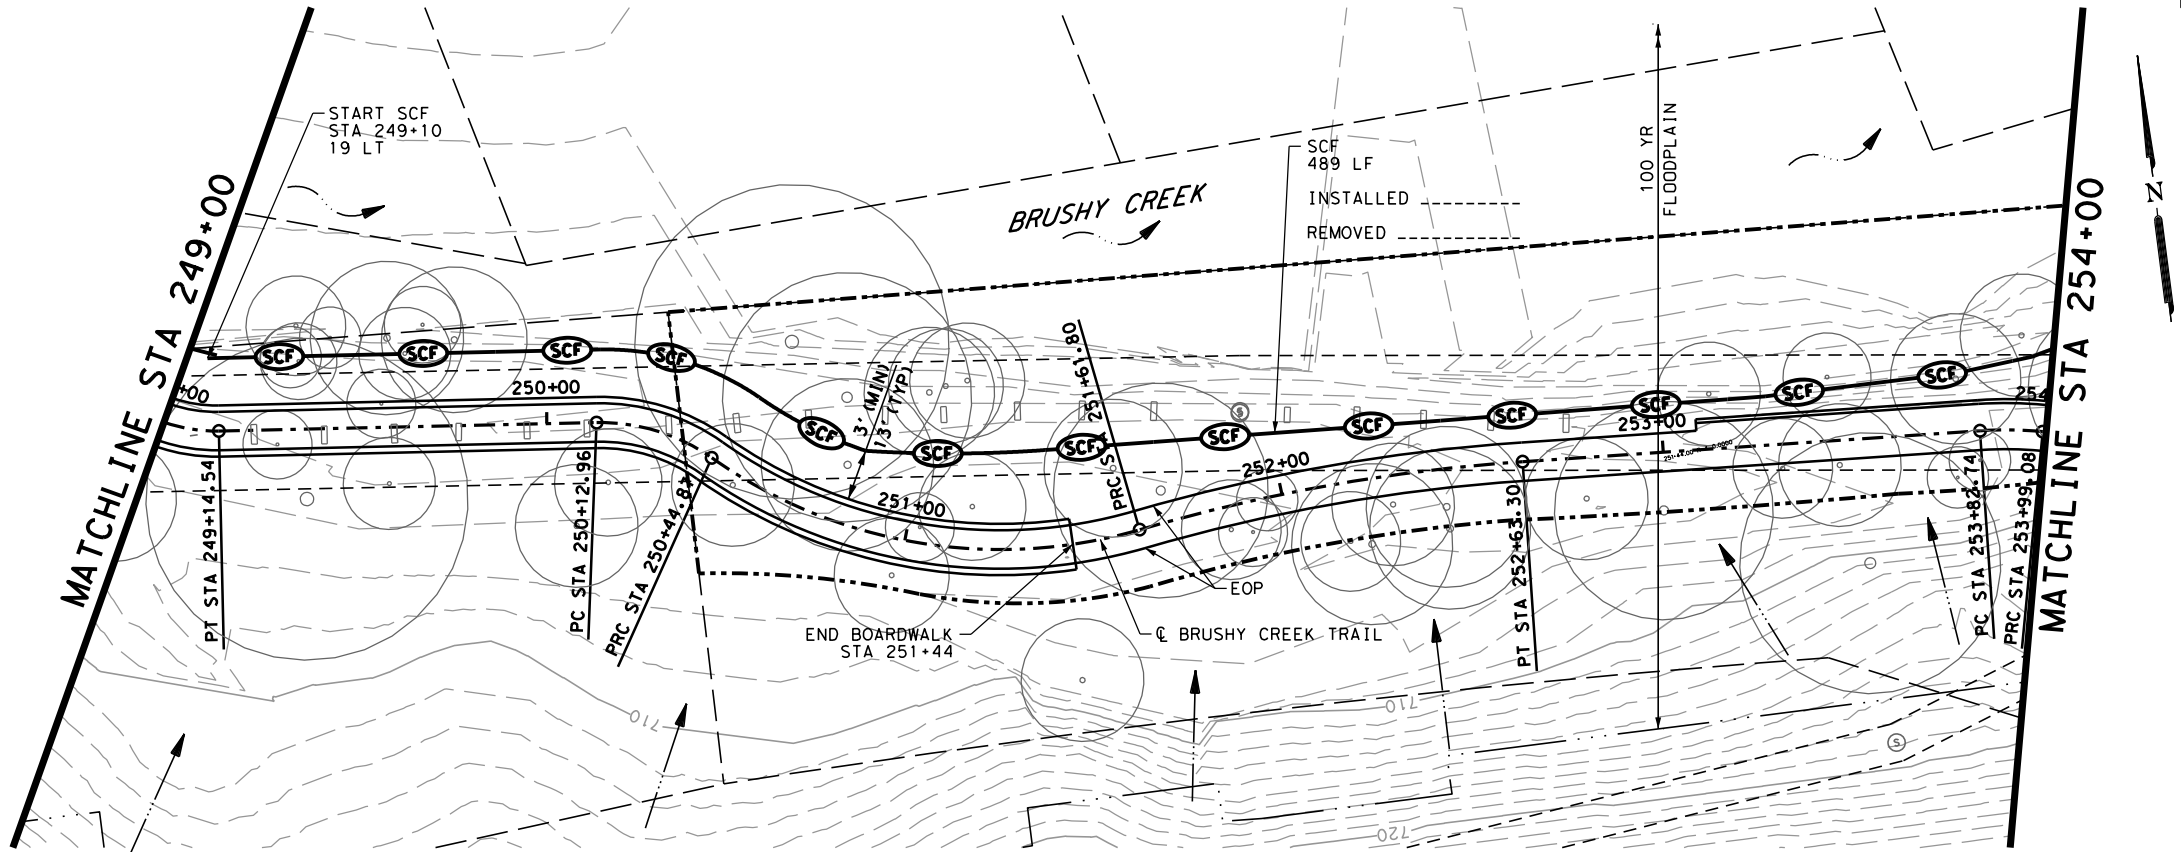 START SCF
STA 249+10
19 LT
MATCHLINE STA 249+00
BRUSHY CREEK
SCF
489 LF
INSTALLED
REMOVED
100 YR
FLOODPLAIN
MATCHLINE STA 254+00
N
SCF
SCF
SCF
SCF
SCF
SCF
SCF
SCF
SCF
SCF
SCF
SCF
SCF
+00
250+00
3' (MIN)
13' (TYP)
251+00
252+00
253+00
254
PT STA 249+14.54
PC STA 250+12.96
PRC STA 250+44.87
PRC STA 251+61.80
PT STA 252+63.30
PC STA 253+82.74
PRC STA 253+99.08
S
S
EOP
END BOARDWALK
STA 251+44
℄ BRUSHY CREEK TRAIL
710
710
720